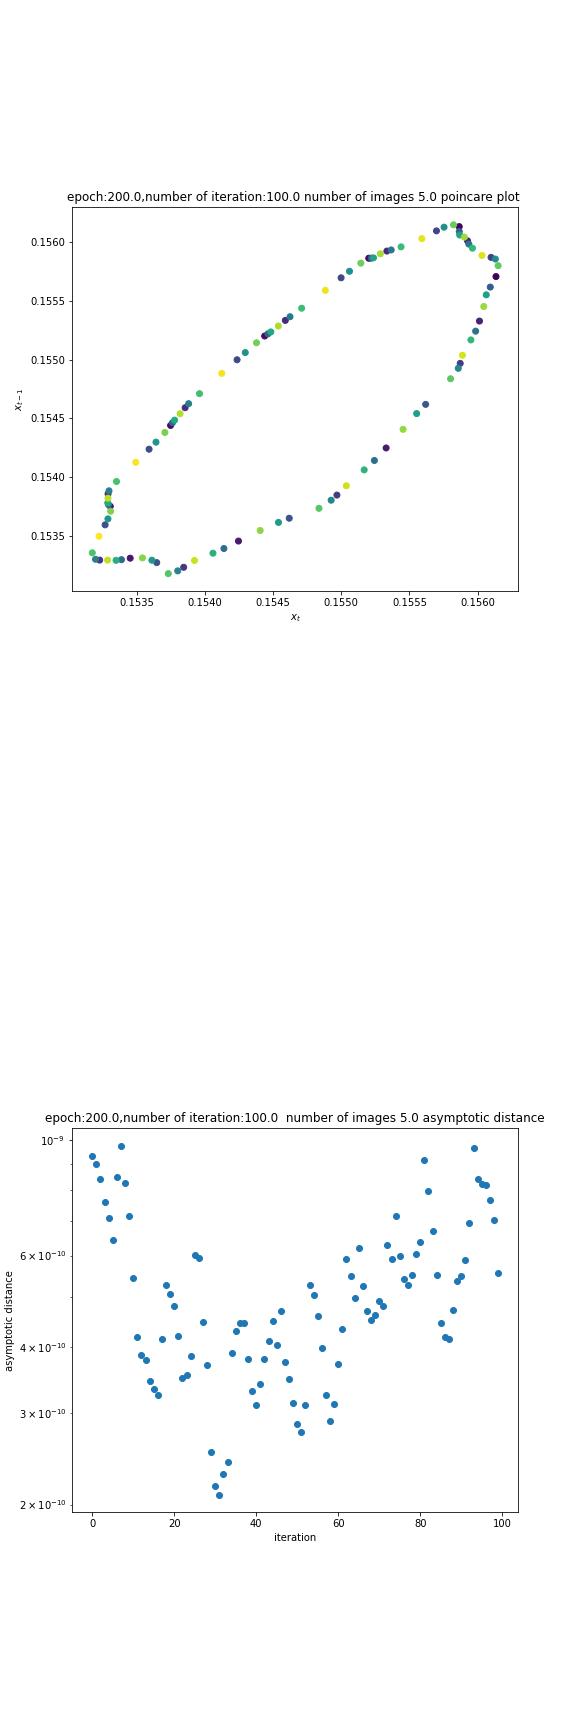 epoch:200.0,number of iteration:100.0 number of images 5.0 poincare plot
0.1560
0.1555
0.1550
0.1545
0.1540
0.1535
x_{t-1}
0.1535 0.1540 0.1545 0.1550 0.1555 0.1560
x_t
epoch:200.0,number of iteration:100.0  number of images 5.0 asymptotic distance
10⁻⁹
6 × 10⁻¹⁰
4 × 10⁻¹⁰
3 × 10⁻¹⁰
2 × 10⁻¹⁰
asymptotic distance
0 20 40 60 80 100
iteration